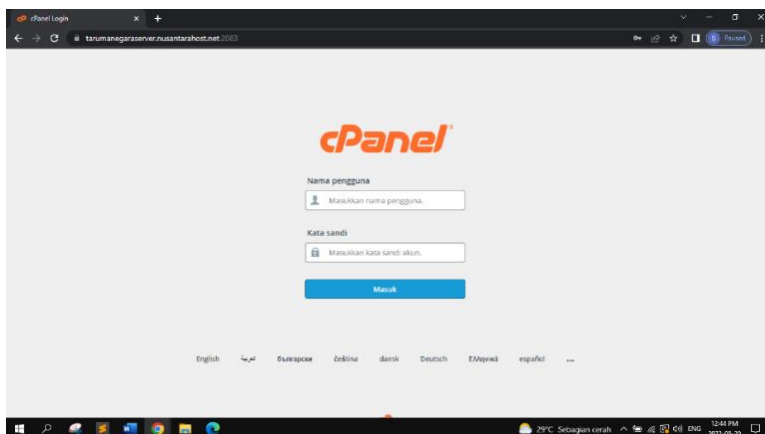 cPanel Login
tarumanegaraserver.nusantarahost.net:2083
S Paused
cPanel
Nama pengguna
Masukkan nama pengguna.
Kata sandi
Masukkan kata sandi akun.
Masuk
English العربية български čeština dansk Deutsch Ελληνικά español ...
29°C Sebagian cerah ENG 12:44 PM